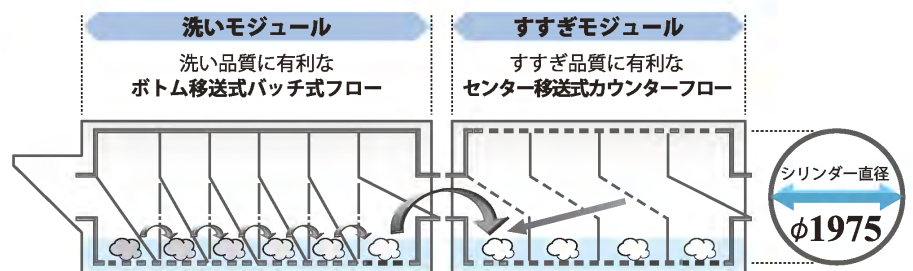 洗いモジュール
洗い品質に有利な
ボトム移送式バッチ式フロー
すすぎモジュール
すすぎ品質に有利な
センター移送式カウンターフロー
シリンダー直径
φ1975